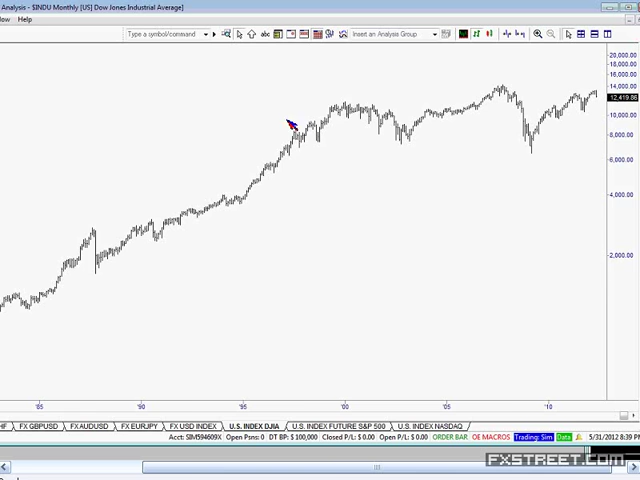 Analysis - $INDU Monthly [US] Dow Jones Industrial Average]
Help
Type a symbol/command
abc
Insert an Analysis Group
20,000.00
18,000.00
16,000.00
14,000.00
12,419.86
10,000.00
8,000.00
6,000.00
4,000.00
2,000.00
'85 '90 '95 '00 '05 '10
HF FX GBPUSD FX AUDUSD FX EURJPY FX USD INDEX U.S. INDEX DJIA U.S. INDEX FUTURE S&P 500 U.S. INDEX NASDAQ
Acct: SIM594609X Open Psns: 0 DT BP: $ 100,000 Closed P/L: $ 0.00 Open P/L: $ 0.00 ORDER BAR OE MACROS Trading: Sim Data 5/31/2012 8:39 PM
FXSTREET.COM